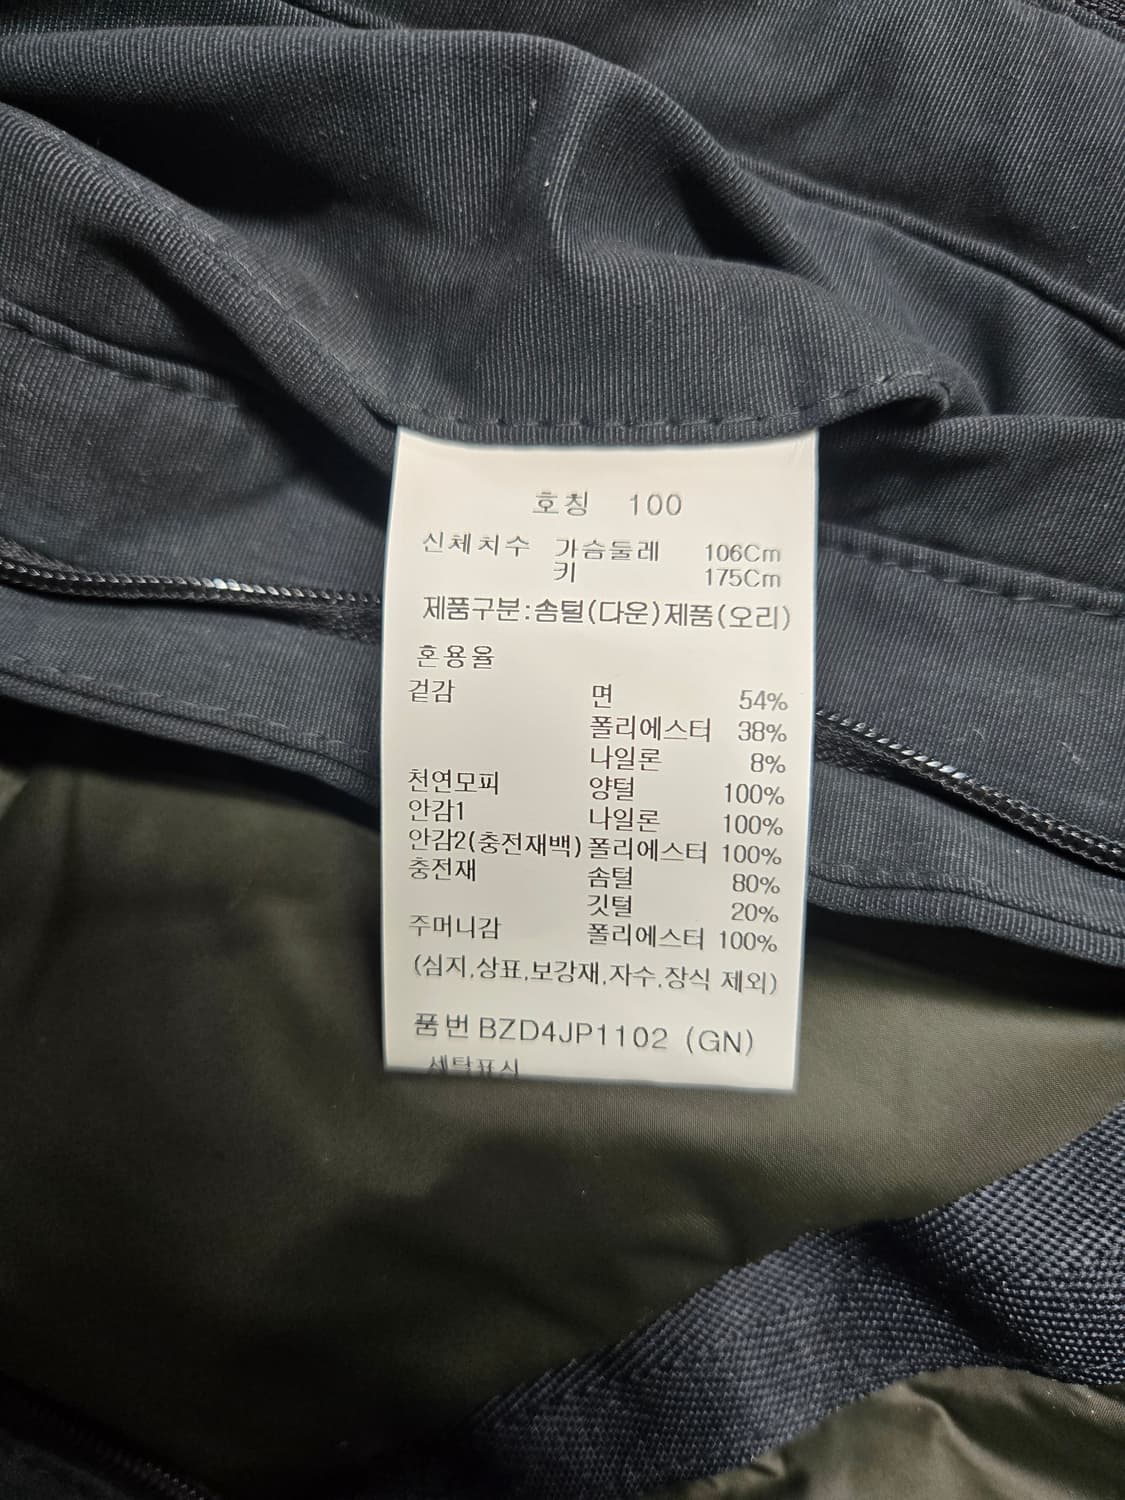 호칭 100
신체치수 가슴둘레 106Cm
키 175Cm
제품구분:솜털(다운)제품(오리)
혼용율
겉감 면 54%
폴리에스터 38%
나일론 8%
천연모피 양털 100%
안감1 나일론 100%
안감2(충전재백) 폴리에스터 100%
충전재 솜털 80%
깃털 20%
주머니감 폴리에스터 100%
(심지,상표,보강재,자수,장식 제외)
품번 BZD4JP1102 (GN)
세탁표시